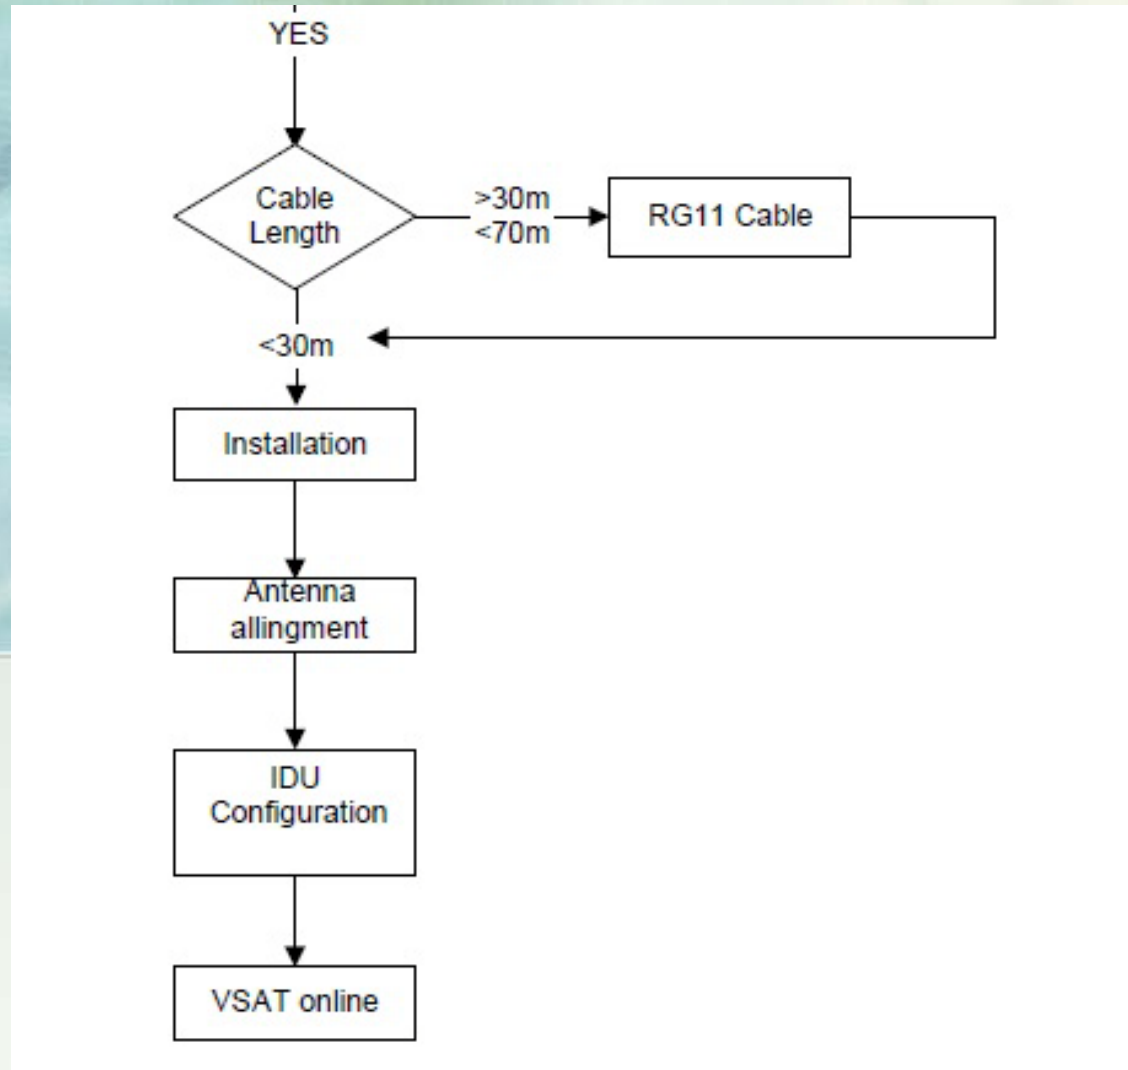 YES
Cable
Length
>30m
<70m
RG11 Cable
<30m
Installation
Antenna
allingment
IDU
Configuration
VSAT online